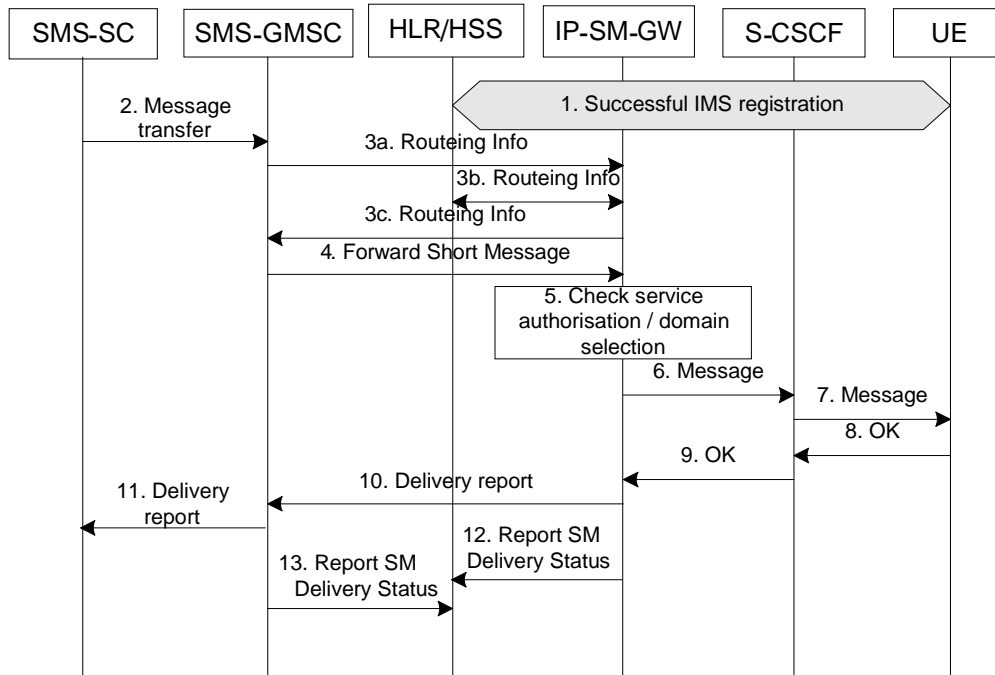 SMS-SC
SMS-GMSC
HLR/HSS
IP-SM-GW
S-CSCF
UE
1. Successful IMS registration
2. Message
transfer
3a. Routeing Info
3b. Routeing Info
3c. Routeing Info
4. Forward Short Message
5. Check service
authorisation / domain
selection
6. Message
7. Message
8. OK
9. OK
10. Delivery report
11. Delivery
report
12. Report SM
Delivery Status
13. Report SM
Delivery Status